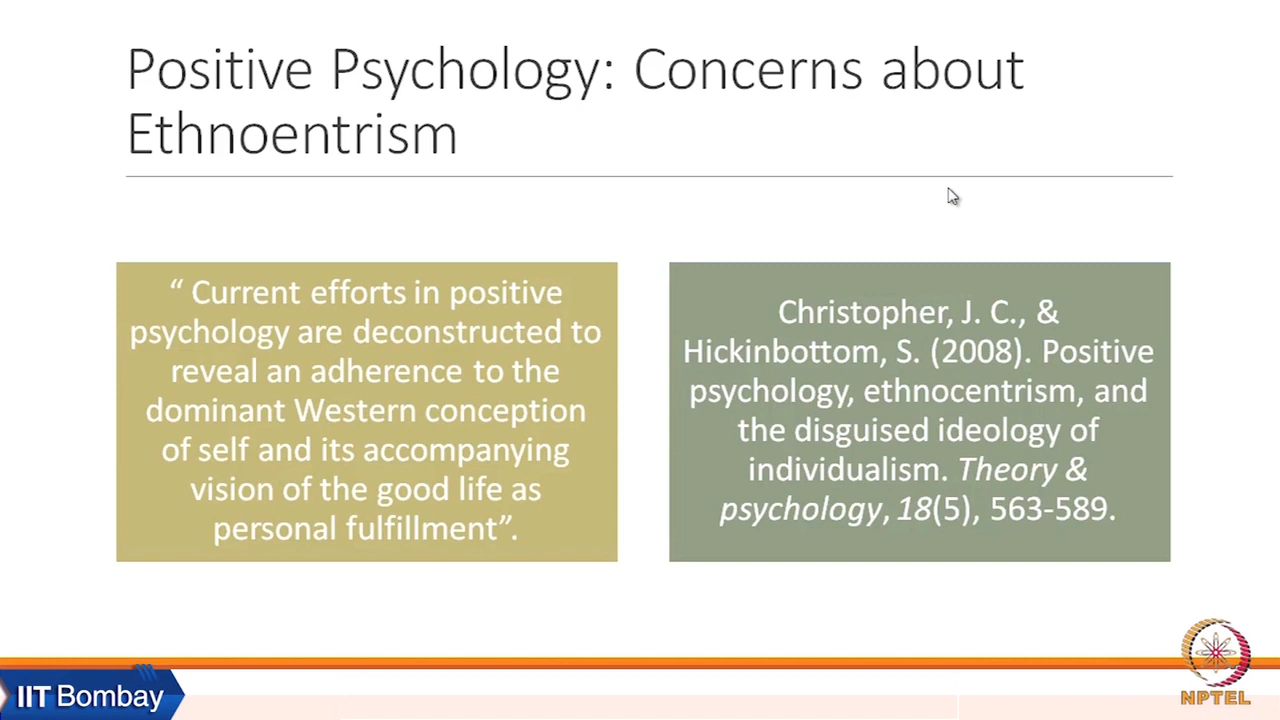 Positive Psychology: Concerns about
Ethnoentrism
“ Current efforts in positive
psychology are deconstructed to
reveal an adherence to the
dominant Western conception
of self and its accompanying
vision of the good life as
personal fulfillment”.
Christopher, J. C., &
Hickinbottom, S. (2008). Positive
psychology, ethnocentrism, and
the disguised ideology of
individualism. Theory &
psychology, 18(5), 563-589.
IIT Bombay
NPTEL